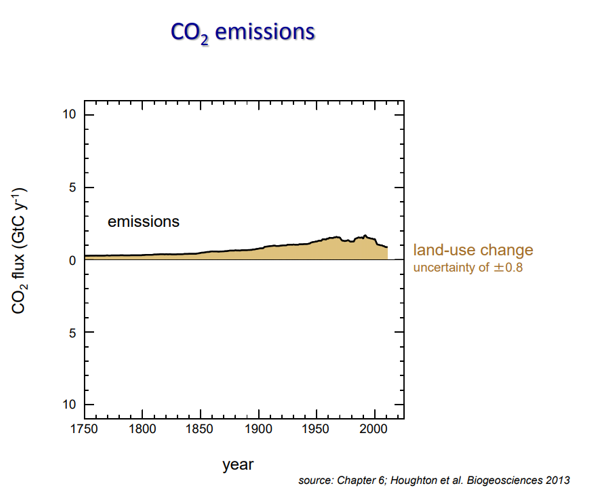 CO2 emissions
10
5
0
5
10
CO2 flux (GtC y-1)
emissions
land-use change
uncertainty of ±0.8
1750 1800 1850 1900 1950 2000
year
source: Chapter 6; Houghton et al. Biogeosciences 2013